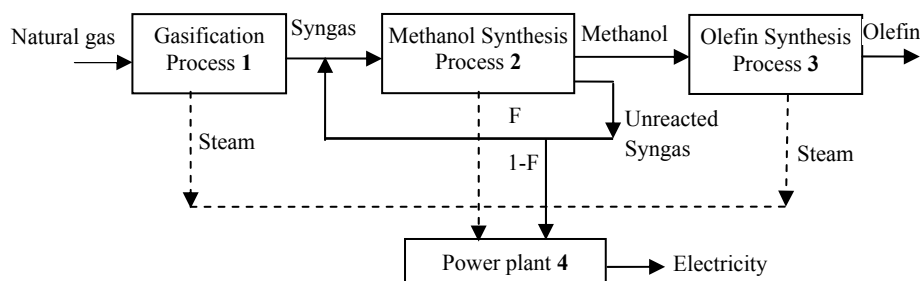 Natural gas
Gasification
Process 1
Syngas
Methanol Synthesis
Process 2
Methanol
Olefin Synthesis
Process 3
Olefin
Steam
F
1-F
Unreacted
Syngas
Steam
Power plant 4
Electricity